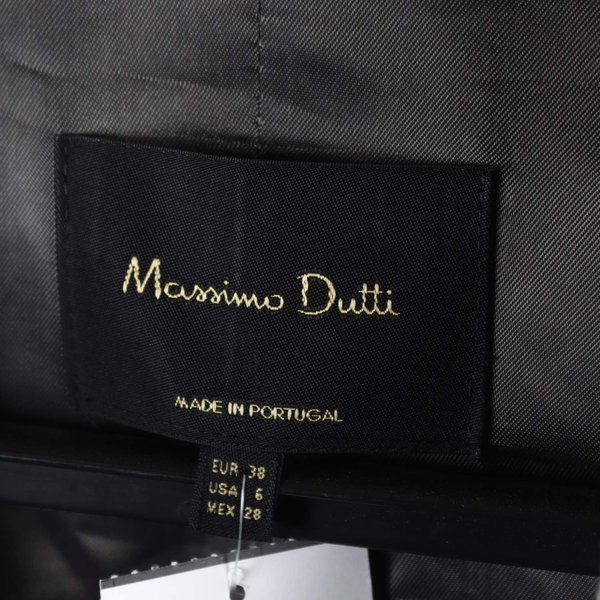 Massimo Dutti
MADE IN PORTUGAL
EUR 38
USA 6
MEX 28